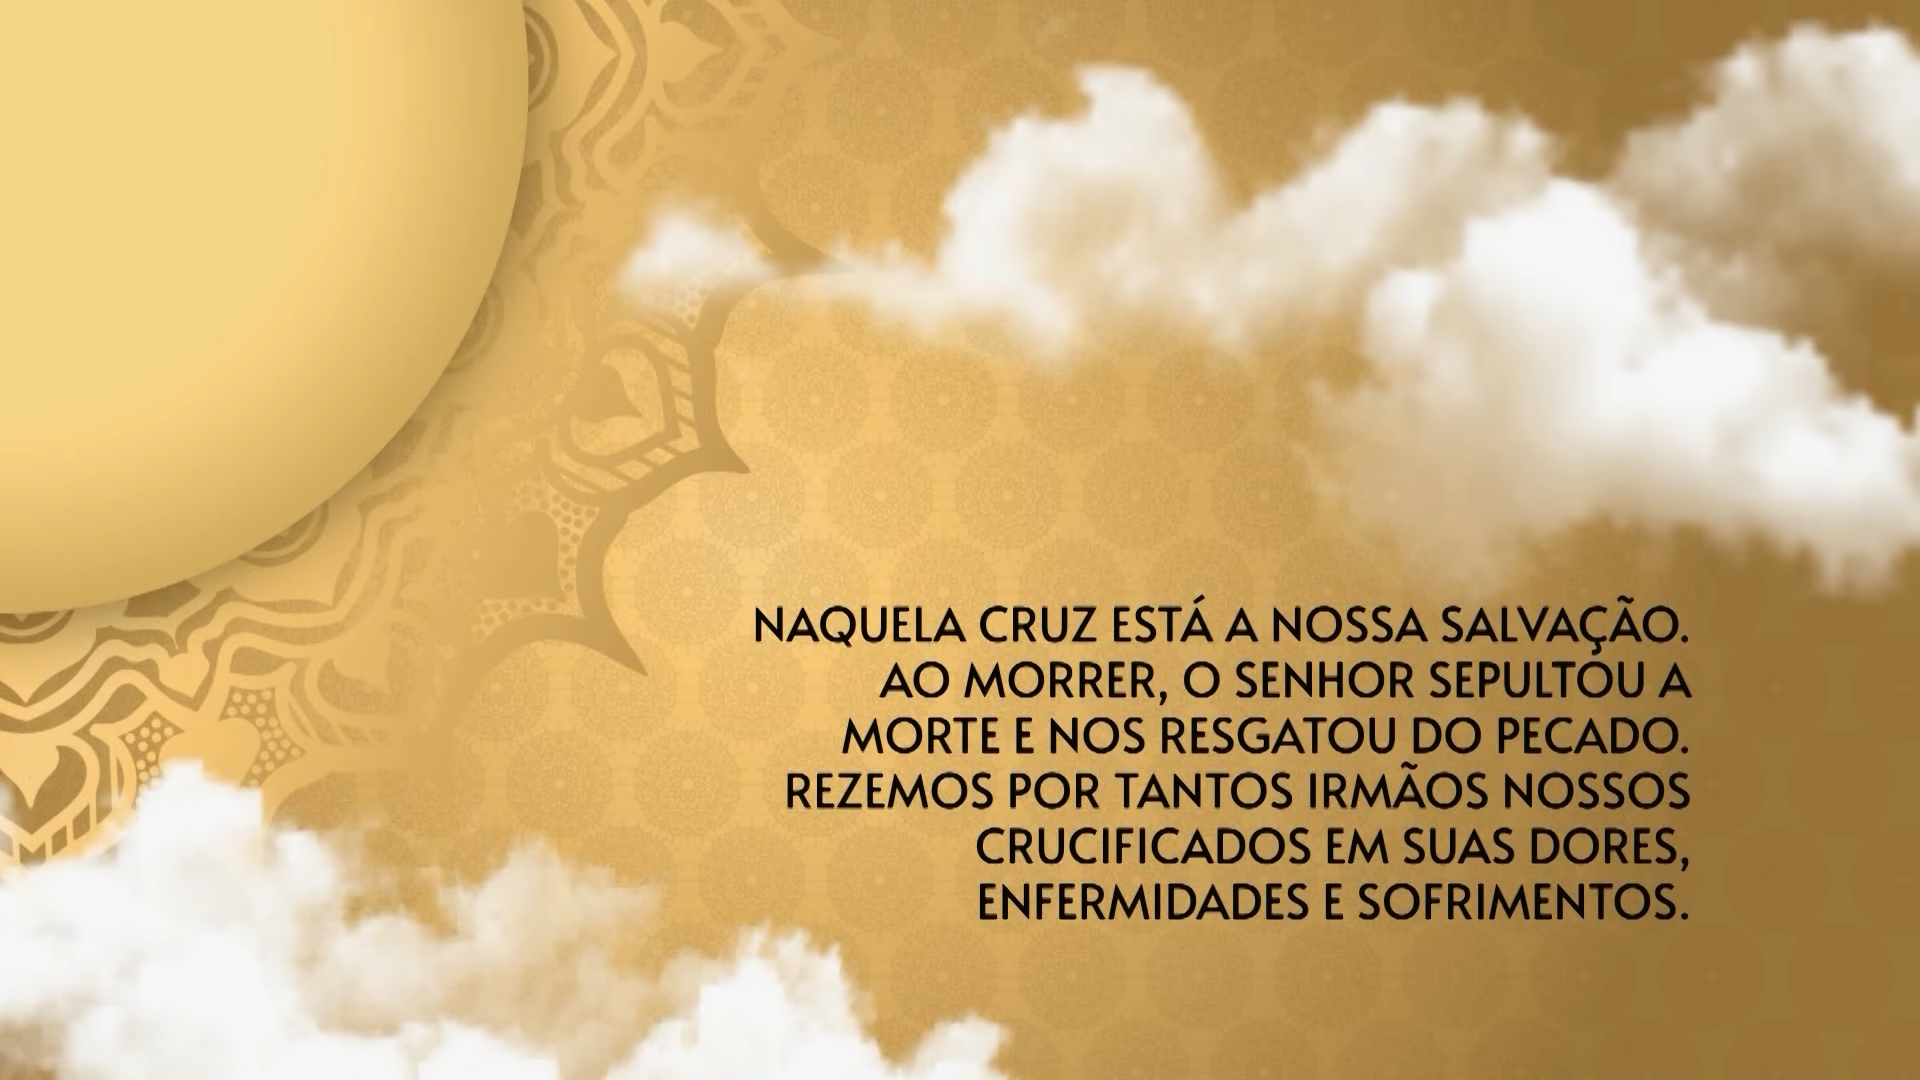 NAQUELA CRUZ ESTÁ A NOSSA SALVAÇÃO.
AO MORRER, O SENHOR SEPULTOU A
MORTE E NOS RESGATOU DO PECADO.
REZEMOS POR TANTOS IRMÃOS NOSSOS
CRUCIFICADOS EM SUAS DORES,
ENFERMIDADES E SOFRIMENTOS.